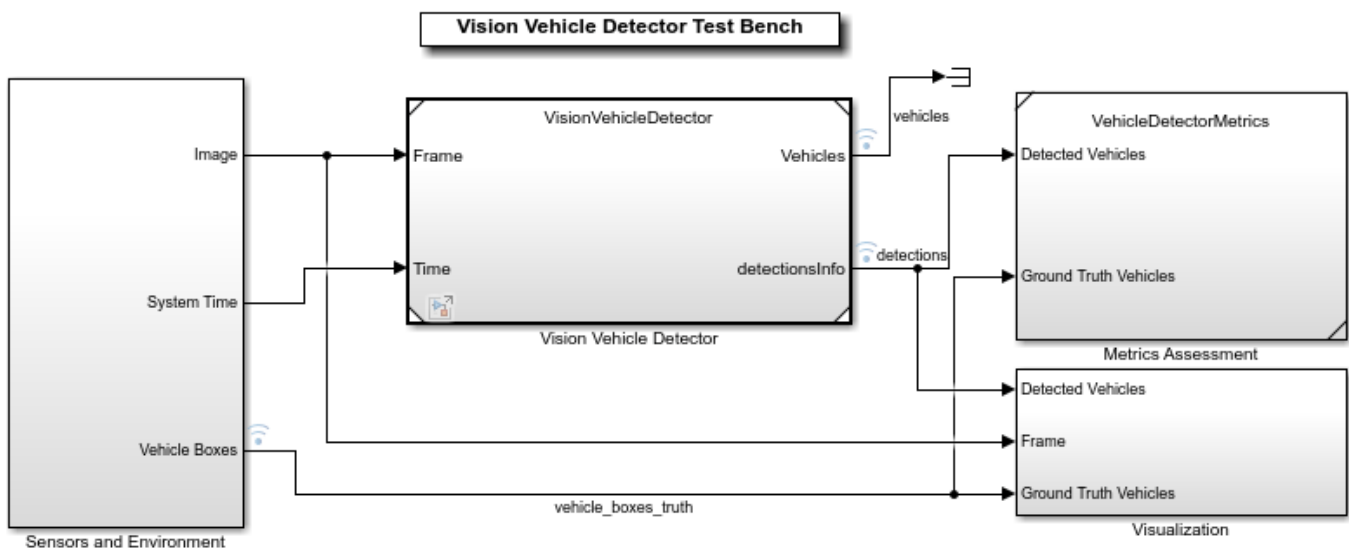 Vision Vehicle Detector Test Bench
Image
System Time
Vehicle Boxes
Sensors and Environment
VisionVehicleDetector
Frame
Vehicles
Time
detectionsInfo
Vision Vehicle Detector
vehicles
detections
vehicle_boxes_truth
VehicleDetectorMetrics
Detected Vehicles
Ground Truth Vehicles
Metrics Assessment
Detected Vehicles
Frame
Ground Truth Vehicles
Visualization